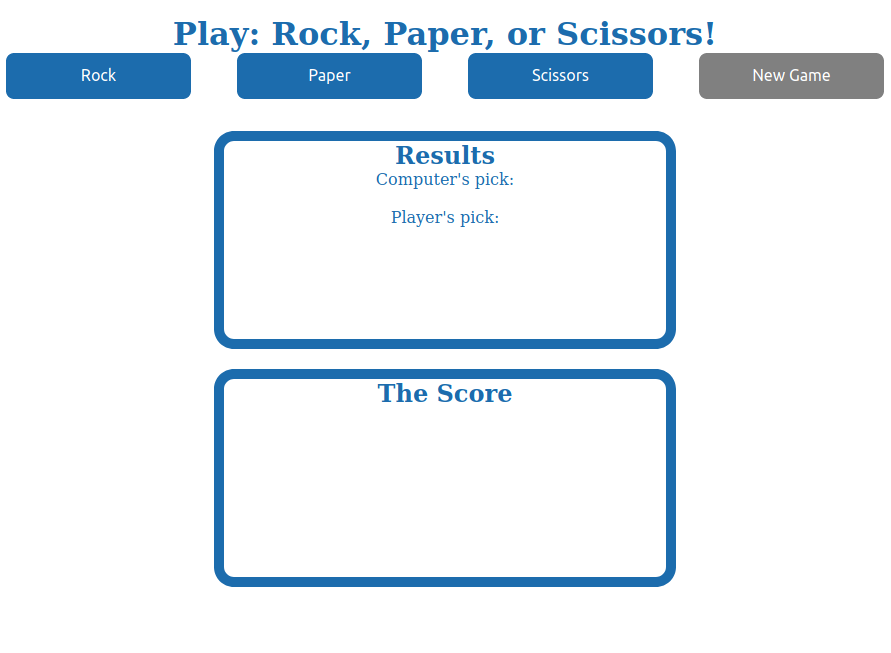 Play: Rock, Paper, or Scissors!
Rock Paper Scissors New Game
Results
Computer's pick:
Player's pick:
The Score